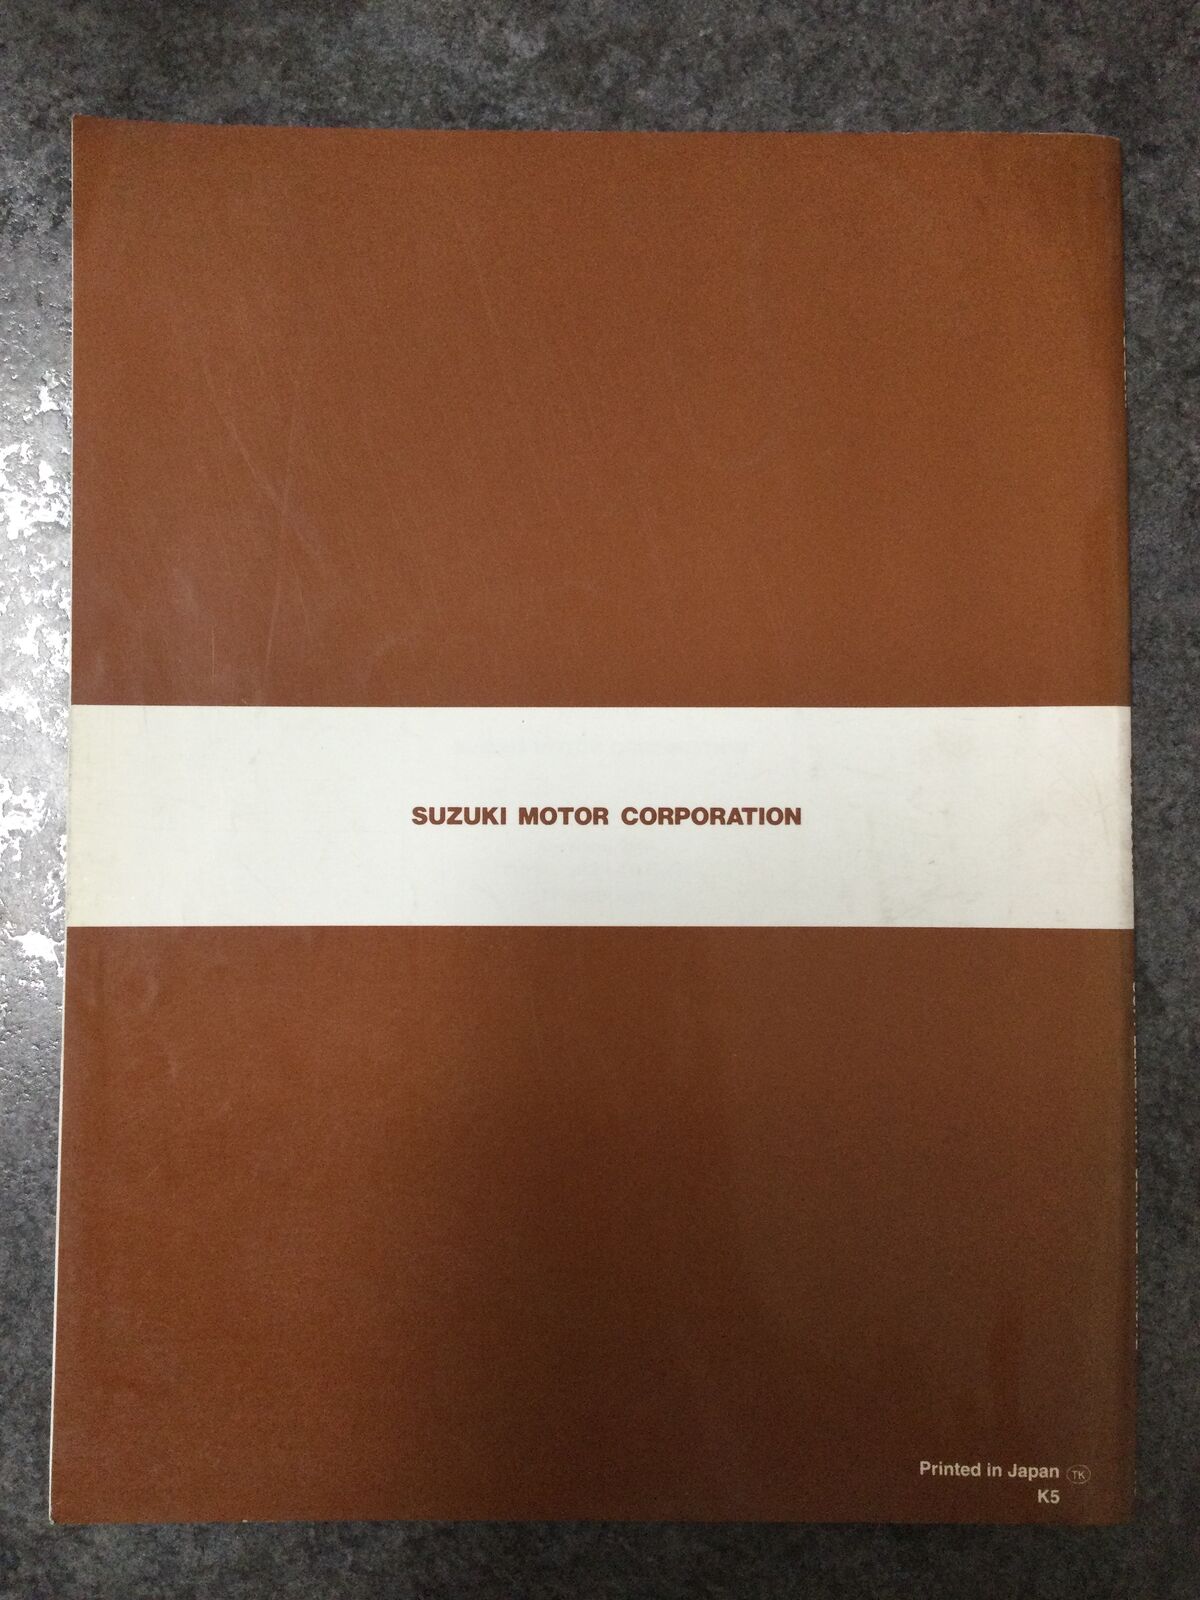 SUZUKI MOTOR CORPORATION
Printed in Japan TK
K5